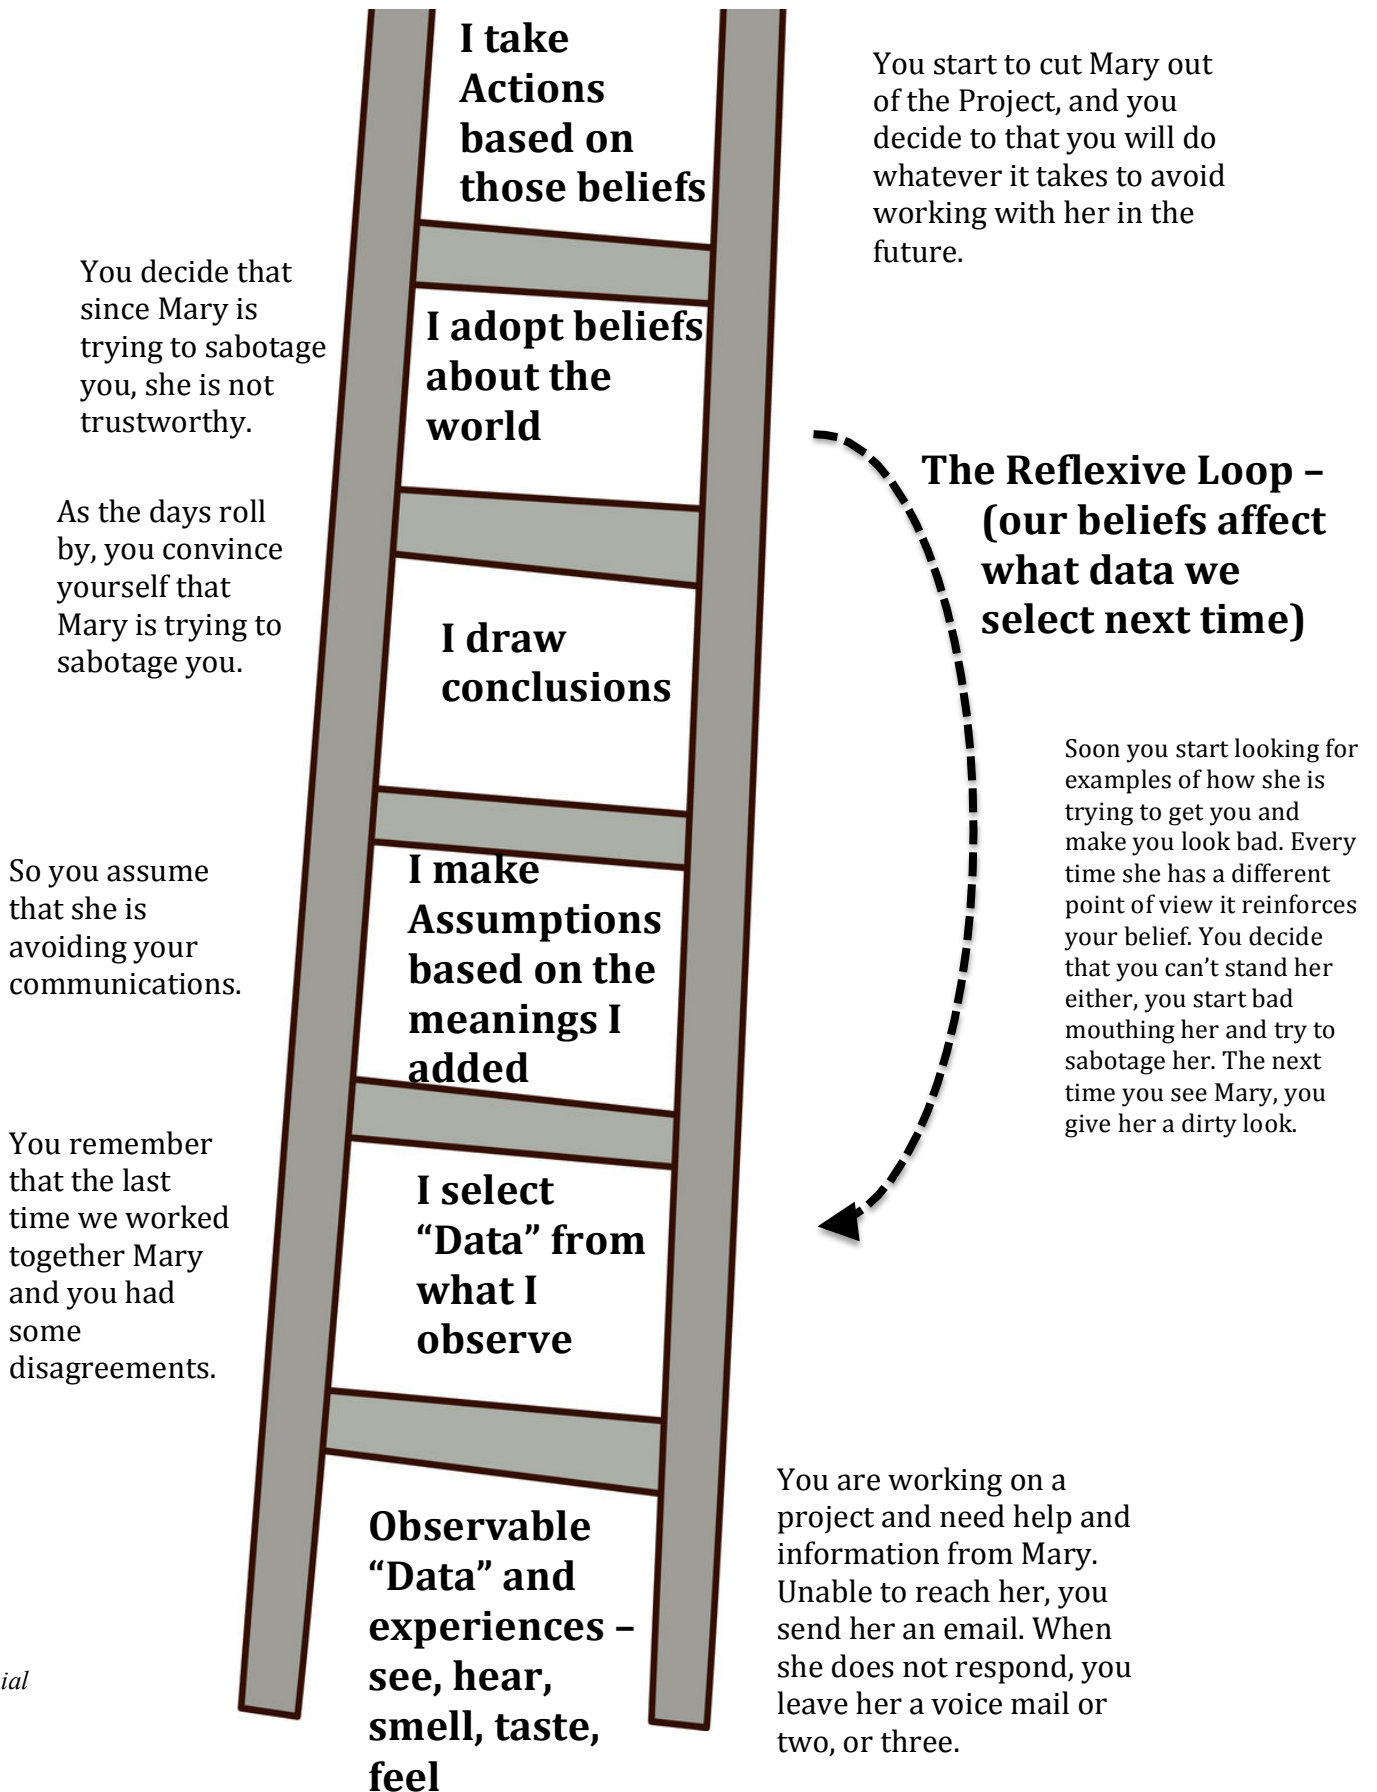 I take
Actions
based on
those beliefs
You start to cut Mary out
of the Project, and you
decide to that you will do
whatever it takes to avoid
working with her in the
future.
You decide that
since Mary is
trying to sabotage
you, she is not
trustworthy.
I adopt beliefs
about the
world
The Reflexive Loop –
(our beliefs affect
what data we
select next time)
As the days roll
by, you convince
yourself that
Mary is trying to
sabotage you.
I draw
conclusions
Soon you start looking for
examples of how she is
trying to get you and
make you look bad. Every
time she has a different
point of view it reinforces
your belief. You decide
that you can’t stand her
either, you start bad
mouthing her and try to
sabotage her. The next
time you see Mary, you
give her a dirty look.
So you assume
that she is
avoiding your
communications.
I make
Assumptions
based on the
meanings I
added
You remember
that the last
time we worked
together Mary
and you had
some
disagreements.
I select
“Data” from
what I
observe
Observable
“Data” and
experiences –
see, hear,
smell, taste,
feel
You are working on a
project and need help and
information from Mary.
Unable to reach her, you
send her an email. When
she does not respond, you
leave her a voice mail or
two, or three.
ial